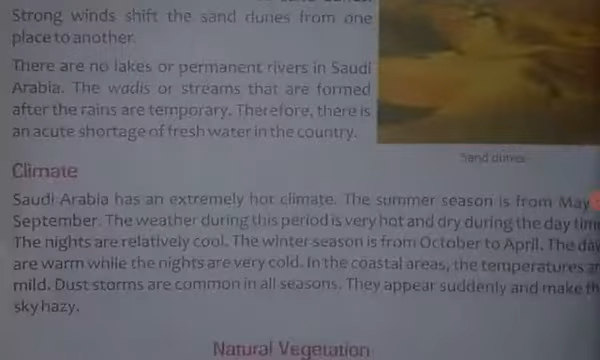 Strong winds shift the sand dunes from one
place to another.
There are no lakes or permanent rivers in Saudi
Arabia. The wadis or streams that are formed
after the rains are temporary. Therefore, there is
an acute shortage of fresh water in the country.
Sand dunes
Climate
Saudi Arabia has an extremely hot climate. The summer season is from May
September. The weather during this period is very hot and dry during the day tim
The nights are relatively cool. The winter season is from October to April. The day
are warm while the nights are very cold. In the coastal areas, the temperatures ar
mild. Dust storms are common in all seasons. They appear suddenly and make th
sky hazy.
Natural Vegetation